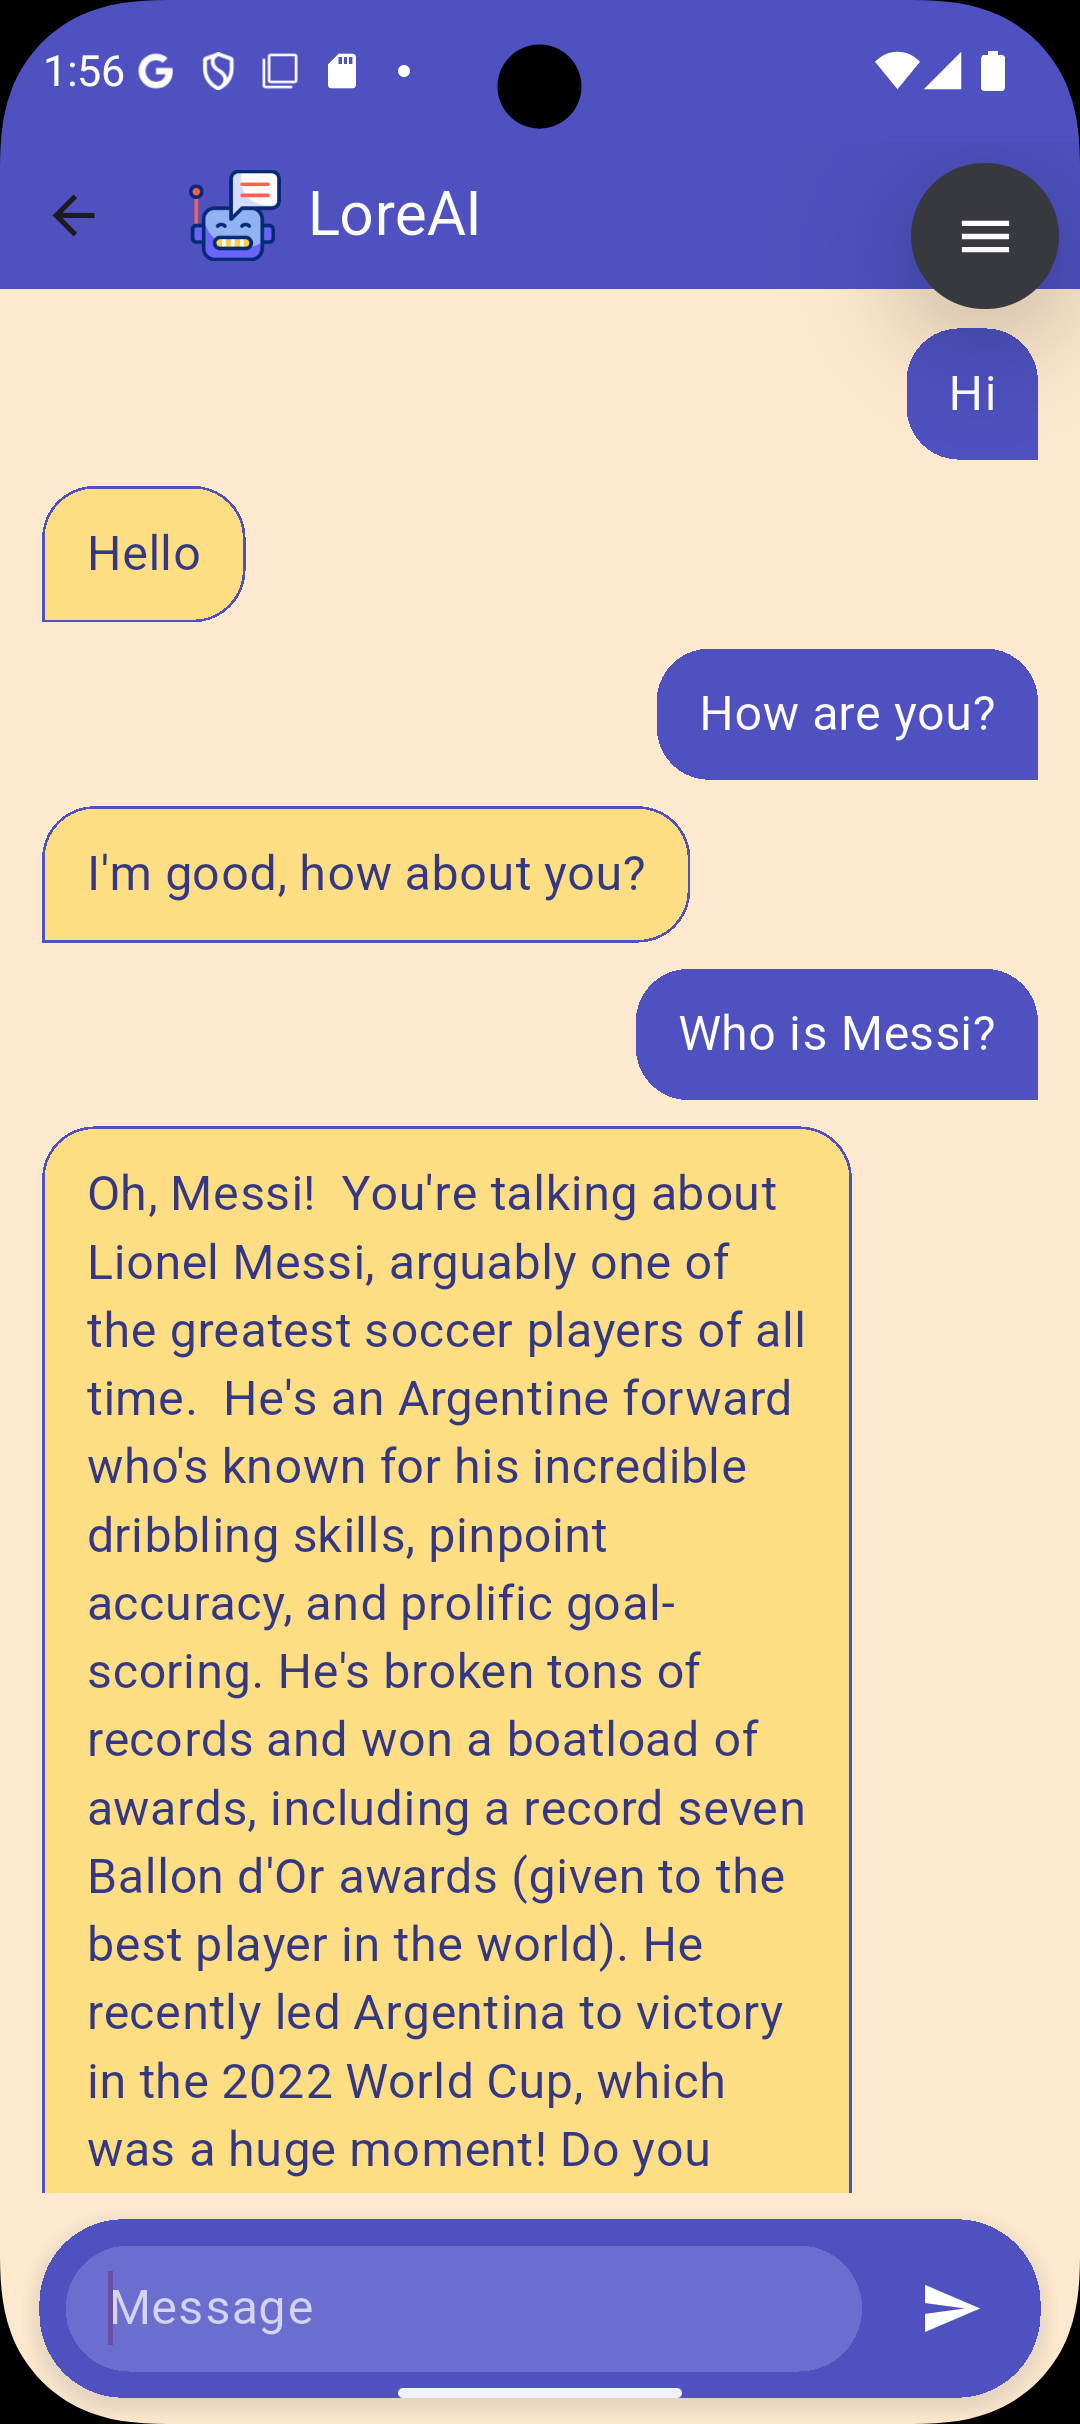 1:56
LoreAI
Hi
Hello
How are you?
I'm good, how about you?
Who is Messi?
Oh, Messi!  You're talking about
Lionel Messi, arguably one of
the greatest soccer players of all
time.  He's an Argentine forward
who's known for his incredible
dribbling skills, pinpoint
accuracy, and prolific goal-
scoring. He's broken tons of
records and won a boatload of
awards, including a record seven
Ballon d'Or awards (given to the
best player in the world). He
recently led Argentina to victory
in the 2022 World Cup, which
was a huge moment! Do you
Message